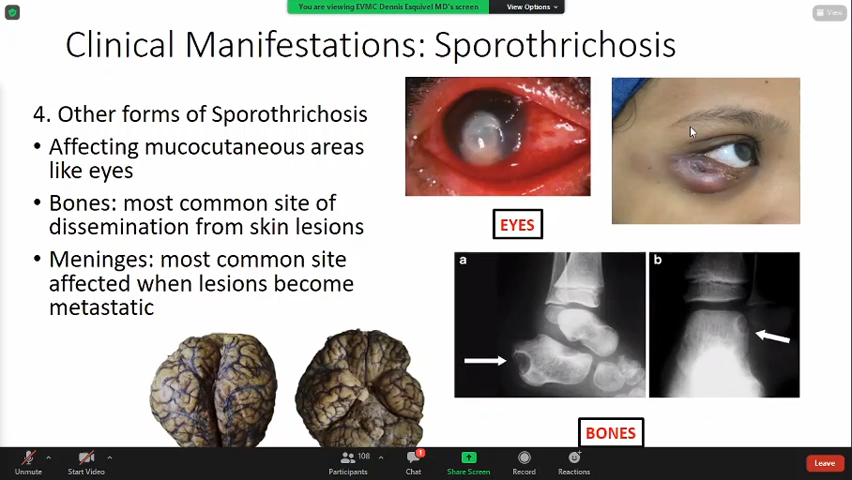 You are viewing EVMC Dennis Esquivel MD's screen
View Options
View
Clinical Manifestations: Sporothrichosis
4. Other forms of Sporothrichosis
• Affecting mucocutaneous areas
like eyes
• Bones: most common site of
dissemination from skin lesions
• Meninges: most common site
affected when lesions become
metastatic
EYES
a
b
BONES
Unmute
Start Video
108
Participants
1
Chat
Share Screen
Record
Reactions
Leave